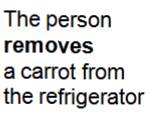 The person
removes
a carrot from
the refrigerator